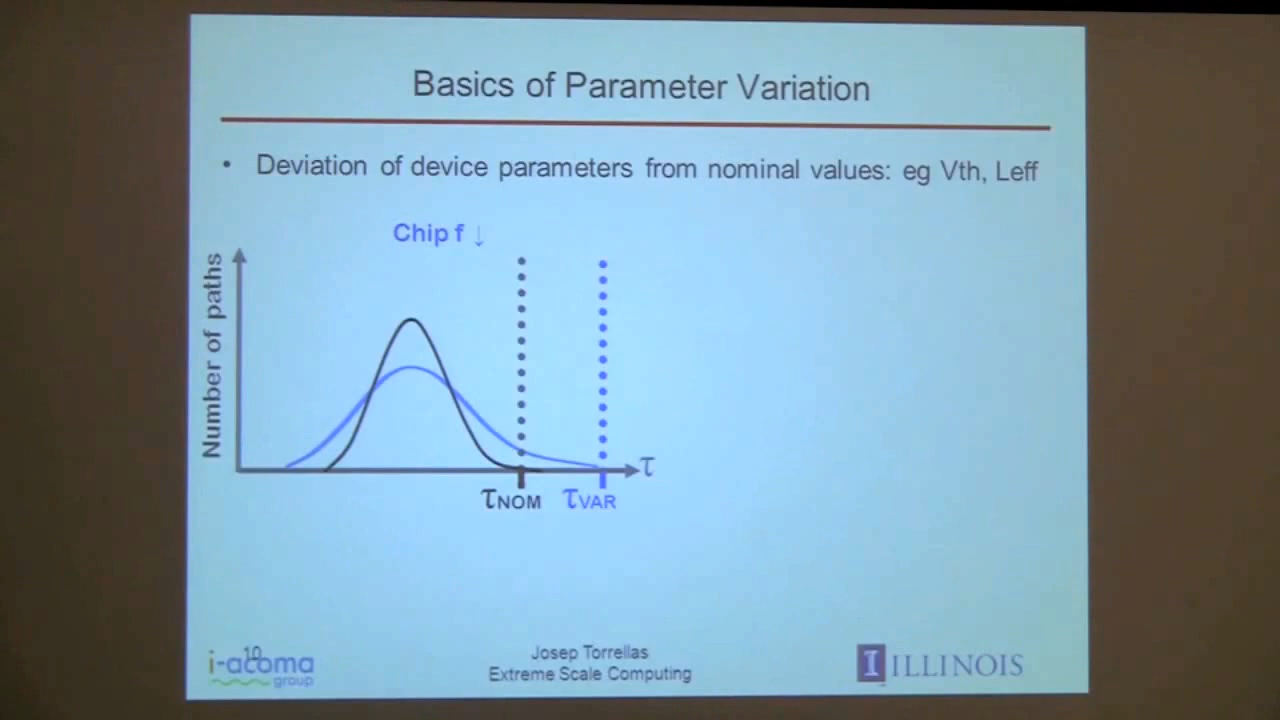 Basics of Parameter Variation
• Deviation of device parameters from nominal values: eg Vth, Leff
Chip f ↓
Number of paths
τ
τNOM
τVAR
10
i-acoma
group
Josep Torrellas
Extreme Scale Computing
I ILLINOIS